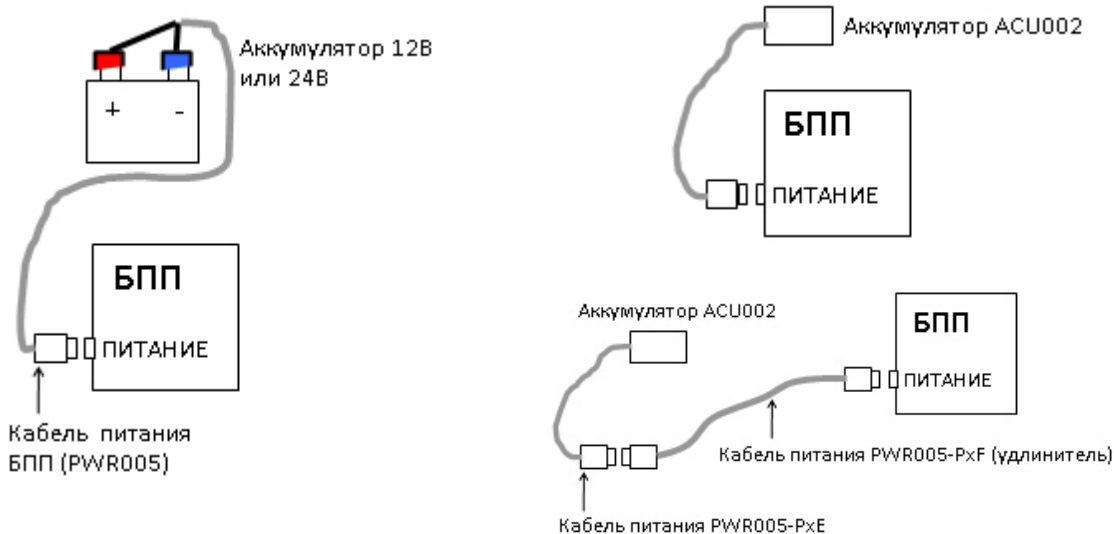 Аккумулятор 12В
или 24В
+ -
БПП
ПИТАНИЕ
Кабель питания
БПП (PWR005)
Аккумулятор ACU002
БПП
ПИТАНИЕ
Аккумулятор ACU002
БПП
ПИТАНИЕ
Кабель питания PWR005-PxF (удлинитель)
Кабель питания PWR005-PxE